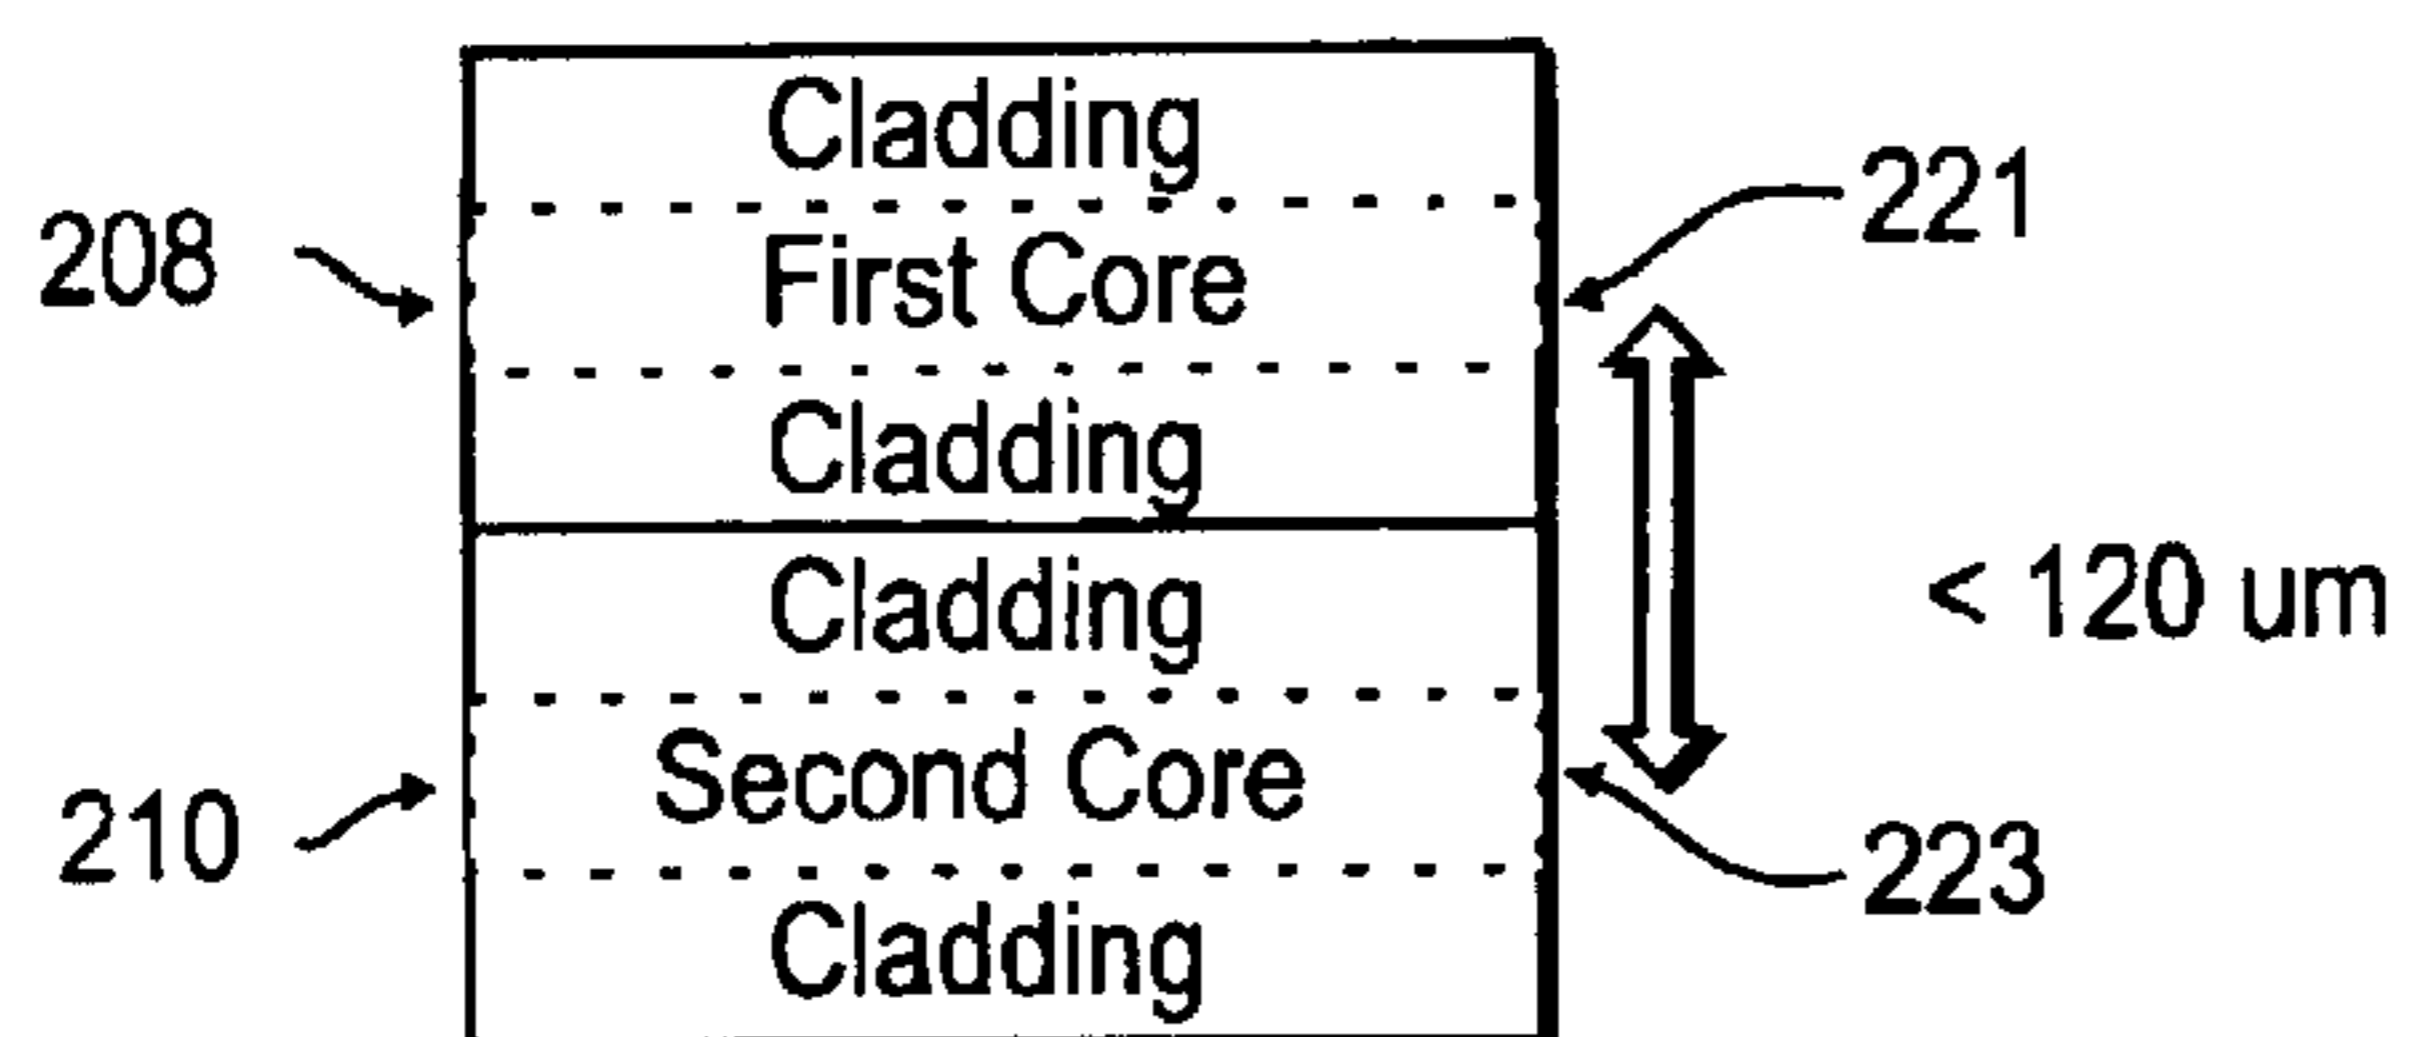 Cladding
221
208
First Core
Cladding
Cladding
< 120 um
Second Core
210
223
Cladding